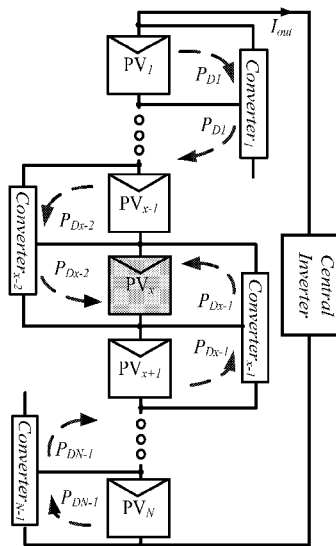 I_out
PV_1
P_D1
Converter_1
P_D1
PV_x-1
P_Dx-2
Converter_x-2
P_Dx-2
PV_x
P_Dx-1
Converter_x-1
Central
Inverter
PV_x+1
P_Dx-1
P_DN-1
Converter_N-1
P_DN-1
PV_N